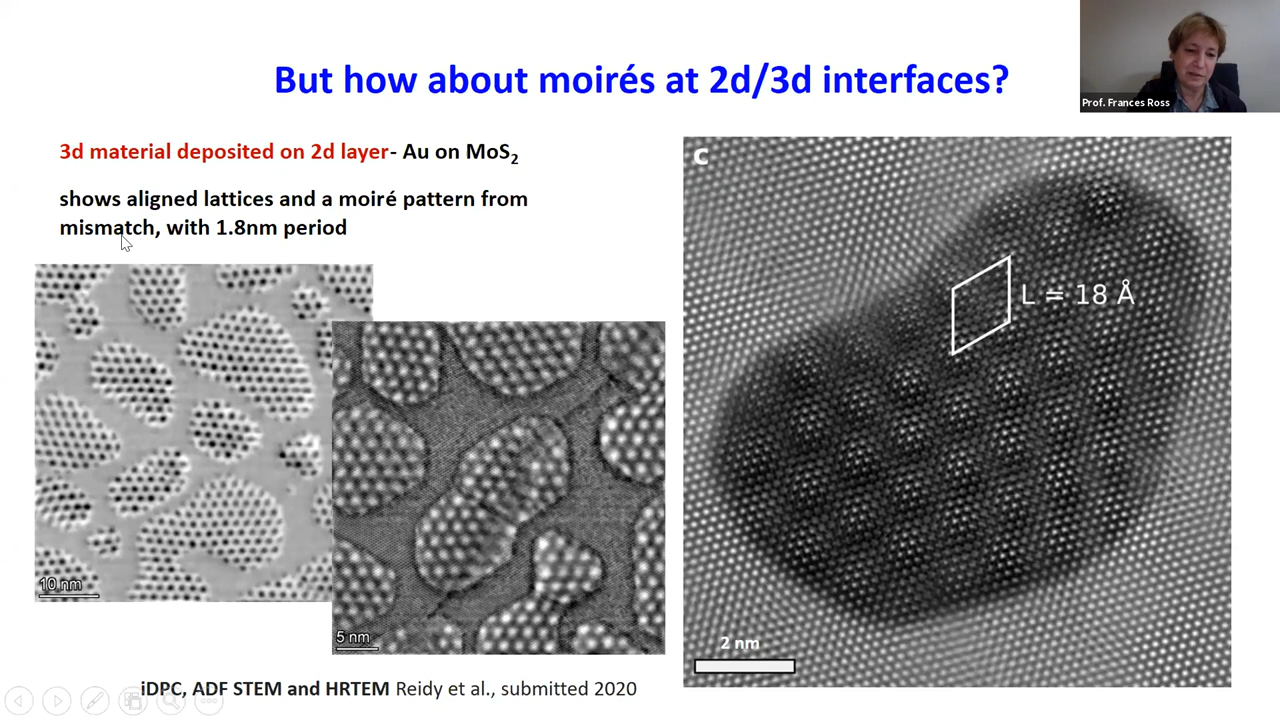 But how about moirés at 2d/3d interfaces?
Prof. Frances Ross
3d material deposited on 2d layer- Au on MoS₂
shows aligned lattices and a moiré pattern from
mismatch, with 1.8nm period
c
L = 18 Å
10 nm
5 nm
2 nm
iDPC, ADF STEM and HRTEM Reidy et al., submitted 2020